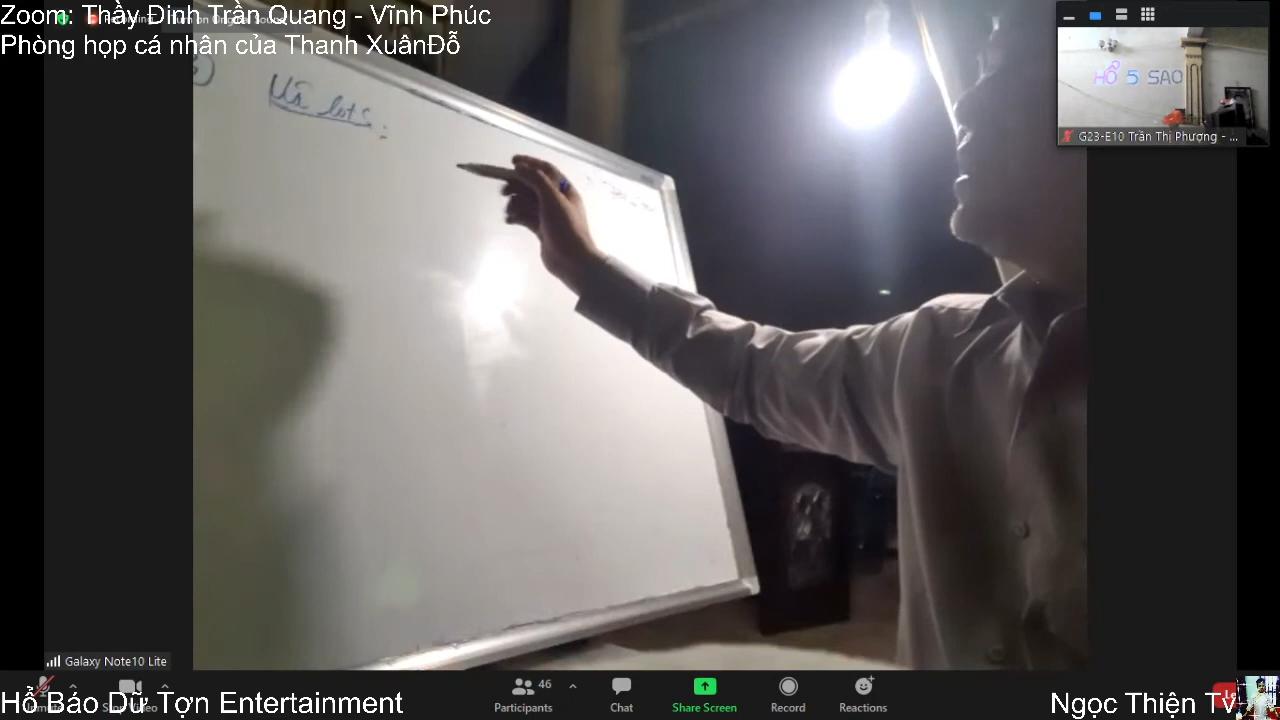 Zoom: Thầy Đinh Trần Quang - Vĩnh Phúc
Phòng họp cá nhân của Thanh XuânĐỗ
HỔ 5 SAO
G23-E10 Trần Thị Phượng - ...
Galaxy Note10 Lite
46
Participants
Chat
Share Screen
Record
Reactions
Hổ Báo Dữ Tợn Entertainment
Ngọc Thiện Tv